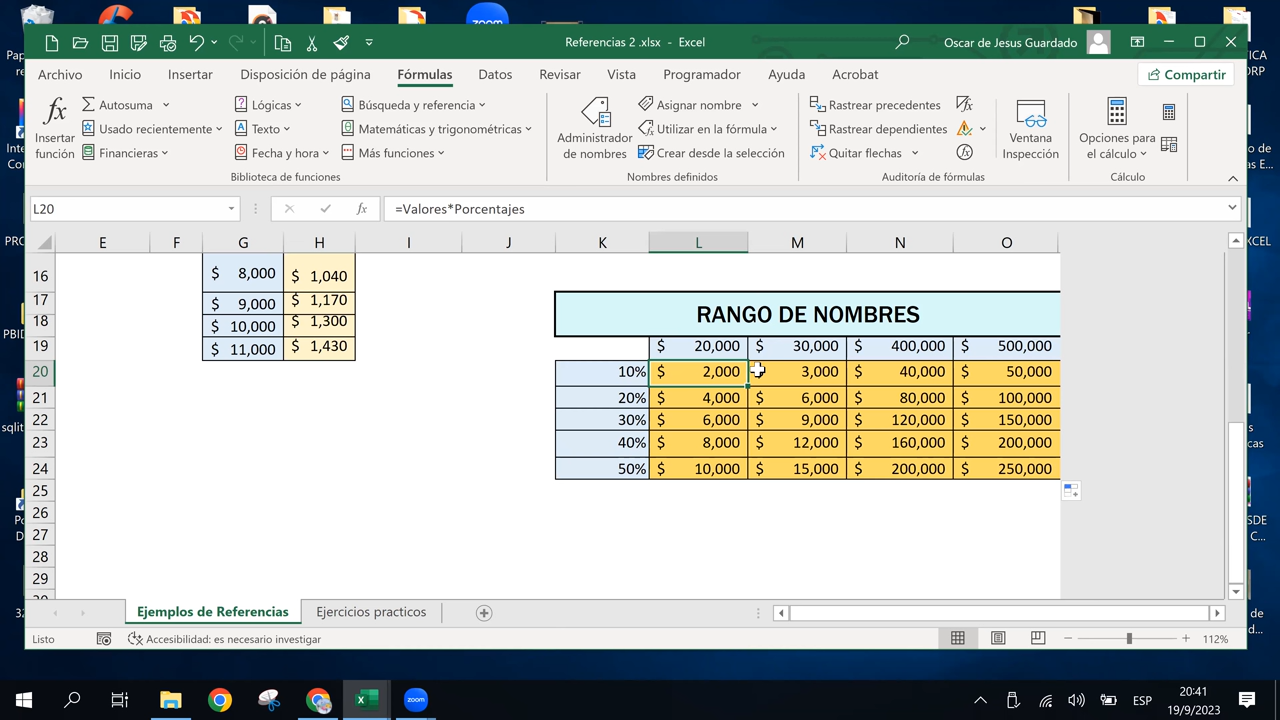 Referencias 2 .xlsx - Excel
Oscar de Jesus Guardado
Archivo Inicio Insertar Disposición de página Fórmulas Datos Revisar Vista Programador Ayuda Acrobat Compartir
Insertar función
Autosuma
Usado recientemente
Financieras
Lógicas
Texto
Fecha y hora
Búsqueda y referencia
Matemáticas y trigonométricas
Más funciones
Biblioteca de funciones
Administrador de nombres
Asignar nombre
Utilizar en la fórmula
Crear desde la selección
Nombres definidos
Rastrear precedentes
Rastrear dependientes
Quitar flechas
Auditoría de fórmulas
Ventana Inspección
Opciones para el cálculo
Cálculo
L20 fx =Valores*Porcentajes
E F G H I J K L M N O
16 $ 8,000 $ 1,040
17 $ 9,000 $ 1,170
18 $ 10,000 $ 1,300
RANGO DE NOMBRES
19 $ 11,000 $ 1,430 $ 20,000 $ 30,000 $ 400,000 $ 500,000
20 10% $ 2,000 $ 3,000 $ 40,000 $ 50,000
21 20% $ 4,000 $ 6,000 $ 80,000 $ 100,000
22 30% $ 6,000 $ 9,000 $ 120,000 $ 150,000
23 40% $ 8,000 $ 12,000 $ 160,000 $ 200,000
24 50% $ 10,000 $ 15,000 $ 200,000 $ 250,000
25
26
27
28
29
Ejemplos de Referencias Ejercicios practicos
Listo Accesibilidad: es necesario investigar 112%
zoom
ESP
20:41
19/9/2023